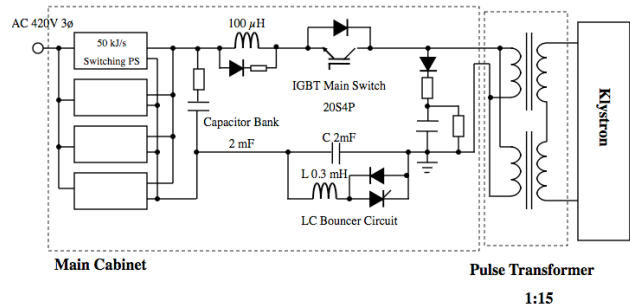 AC 420V 3ø
100 μH
50 kJ/s
Switching PS
IGBT Main Switch
20S4P
Capacitor Bank
2 mF
C 2mF
L 0.3 mH
LC Bouncer Circuit
Klystron
Main Cabinet
Pulse Transformer
1:15